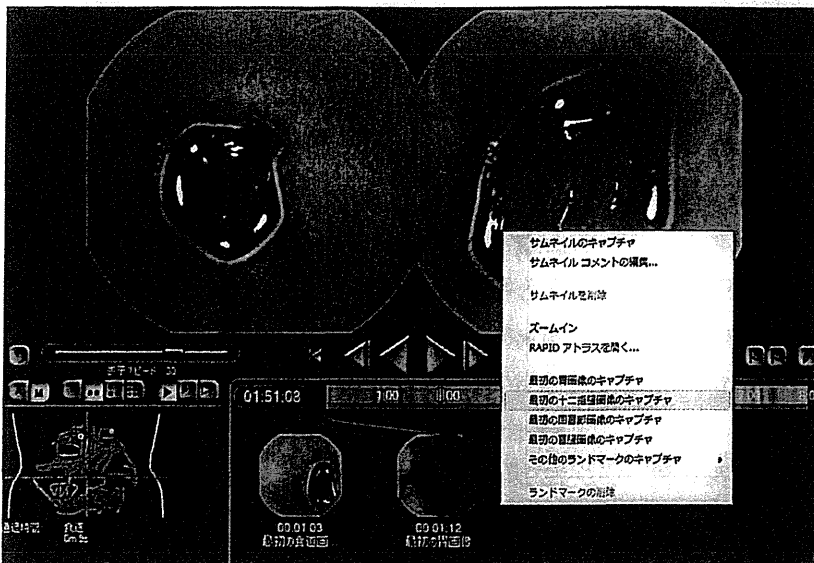 サムネイルのキャプチャ
サムネイル コメントの編集...
サムネイルを削除
ズームイン
RAPID アトラスを開く...
最初の胃画像のキャプチャ
最初の十二指腸画像のキャプチャ
最初の回盲部画像のキャプチャ
最初の直腸画像のキャプチャ
その他のランドマークのキャプチャ
ランドマークの削除
01:51:03
00:01:03
00:01:12
最初の食道画...
最初の胃画像